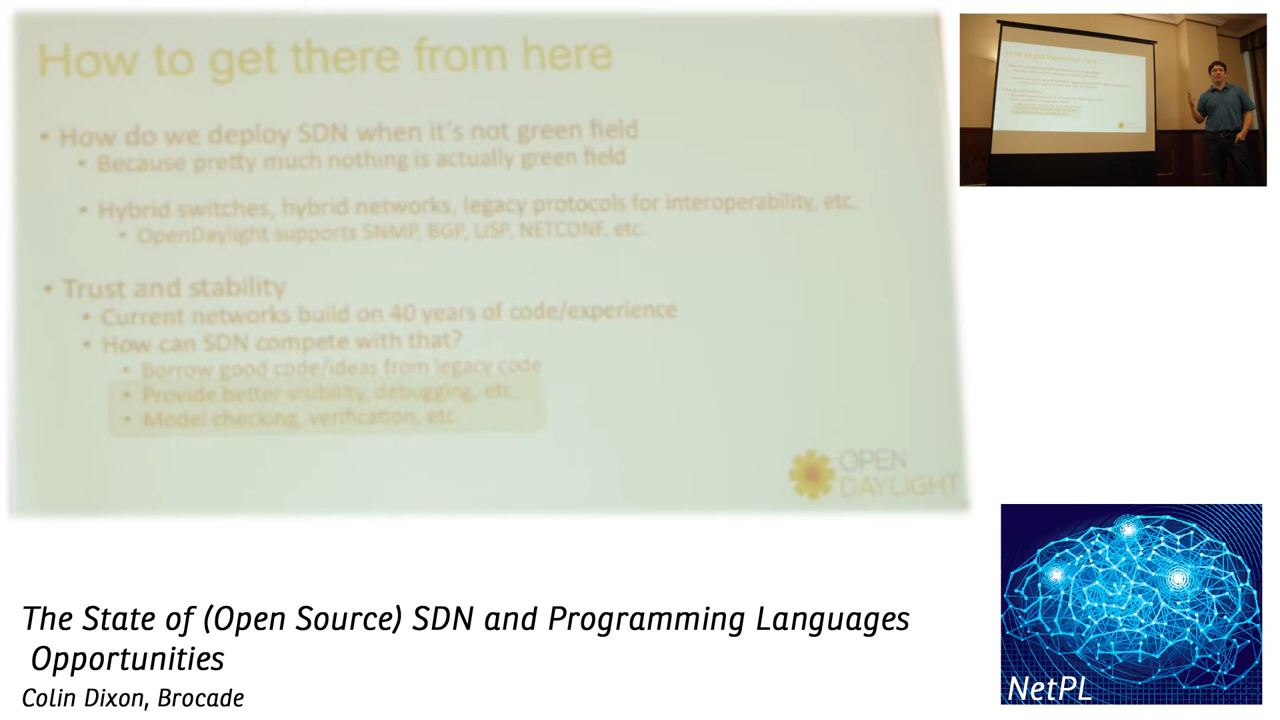 How to get there from here
• How do we deploy SDN when it's not green field
• Because pretty much nothing is actually green field
• Hybrid switches, hybrid networks, legacy protocols for interoperability, etc.
• OpenDaylight supports SNMP, BGP, LISP, NETCONF, etc.
• Trust and stability
• Current networks build on 40 years of code/experience
• How can SDN compete with that?
• Borrow good code/ideas from legacy code
• Provide better visibility, debugging, etc.
• Model checking, verification, etc.
OPEN
DAYLIGHT
The State of (Open Source) SDN and Programming Languages
Opportunities
Colin Dixon, Brocade
NetPL